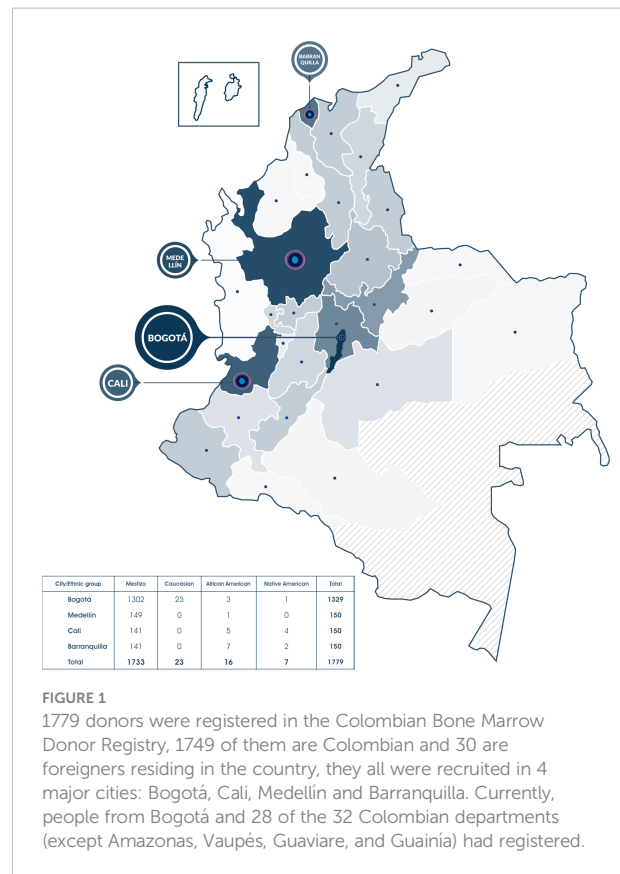 BARRAN
QUILLA
MEDE
LLÍN
BOGOTÁ
CALI
City/Ethnic group Mestizo Caucasian African American Native American Total
Bogotá 1302 23 3 1 1329
Medellín 149 0 1 0 150
Cali 141 0 5 4 150
Barranquilla 141 0 7 2 150
Total 1733 23 16 7 1779
FIGURE 1
1779 donors were registered in the Colombian Bone Marrow
Donor Registry, 1749 of them are Colombian and 30 are
foreigners residing in the country, they all were recruited in 4
major cities: Bogotá, Cali, Medellín and Barranquilla. Currently,
people from Bogotá and 28 of the 32 Colombian departments
(except Amazonas, Vaupés, Guaviare, and Guainía) had registered.